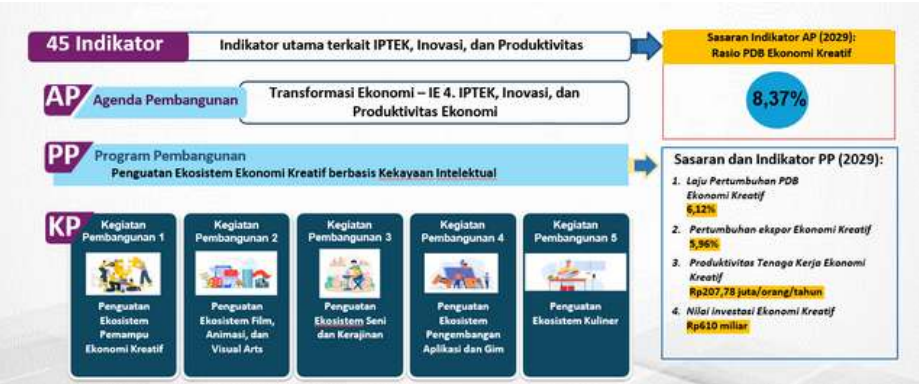 45 Indikator
Indikator utama terkait IPTEK, Inovasi, dan Produktivitas
Sasaran Indikator AP (2029):
Rasio PDB Ekonomi Kreatif
8,37%
AP Agenda Pembangunan
Transformasi Ekonomi – IE 4. IPTEK, Inovasi, dan
Produktivitas Ekonomi
PP Program Pembangunan
Penguatan Ekosistem Ekonomi Kreatif berbasis Kekayaan Intelektual
Sasaran dan Indikator PP (2029):
1. Laju Pertumbuhan PDB
Ekonomi Kreatif
6,12%
2. Pertumbuhan ekspor Ekonomi Kreatif
5,96%
3. Produktivitas Tenaga Kerja Ekonomi
Kreatif
Rp207,78 juta/orang/tahun
4. Nilai investasi Ekonomi Kreatif
Rp610 miliar
KP
Kegiatan
Pembangunan 1
Penguatan
Ekosistem
Pemampu
Ekonomi Kreatif
Kegiatan
Pembangunan 2
Penguatan
Ekosistem Film,
Animasi, dan
Visual Arts
Kegiatan
Pembangunan 3
Penguatan
Ekosistem Seni
dan Kerajinan
Kegiatan
Pembangunan 4
Penguatan
Ekosistem
Pengembangan
Aplikasi dan Gim
Kegiatan
Pembangunan 5
Penguatan
Ekosistem Kuliner